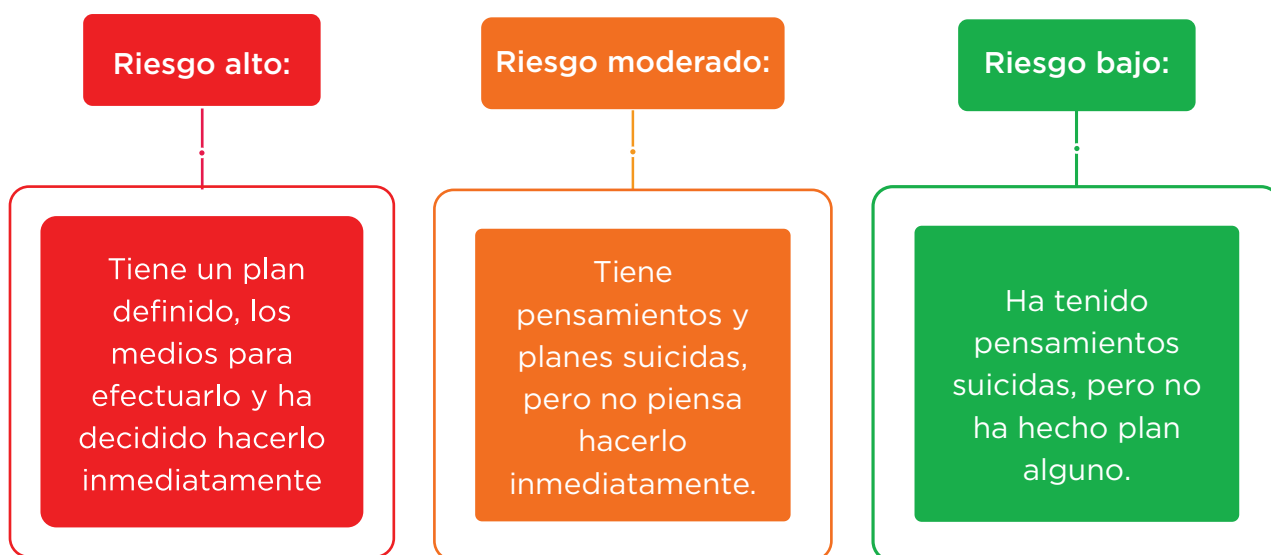 Riesgo alto:
Tiene un plan
definido, los
medios para
efectuarlo y ha
decidido hacerlo
inmediatamente
Riesgo moderado:
Tiene
pensamientos y
planes suicidas,
pero no piensa
hacerlo
inmediatamente.
Riesgo bajo:
Ha tenido
pensamientos
suicidas, pero no
ha hecho plan
alguno.